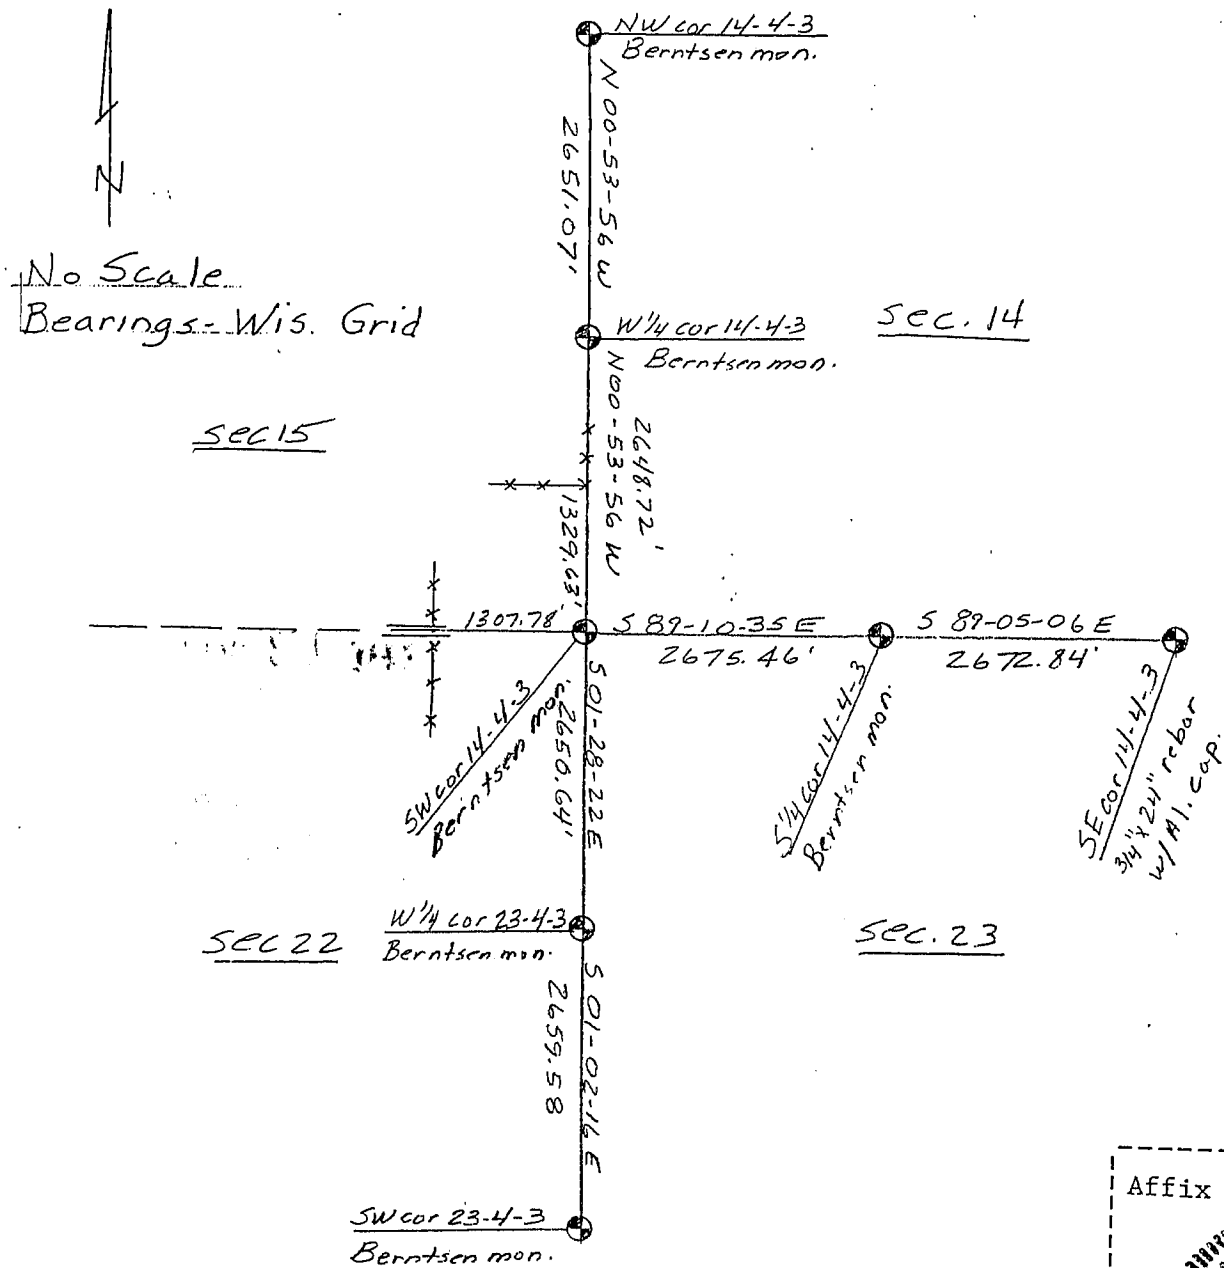 NW cor 14-4-3
Berntsen mon.
N 00-53-56 W
2651.07'
N
No Scale
Bearings - Wis. Grid
W 1/4 cor 14-4-3
Berntsen mon.
Sec. 14
Sec 15
N00-53-56 W
2648.72'
1329.63'
1307.78'
S 89-10-35 E
2675.46'
S 89-05-06 E
2672.84'
SW cor 14-4-3
Berntsen mon.
S 01-28-22 E
2650.64'
S 1/4 cor 14-4-3
Berntsen mon.
SE cor 14-4-3
3/4" x 24" rebar
w/ Al. cap.
W 1/4 cor 23-4-3
Berntsen mon.
Sec 22
Sec. 23
S 01-02-16 E
2659.58
SW cor 23-4-3
Berntsen mon.
Affix